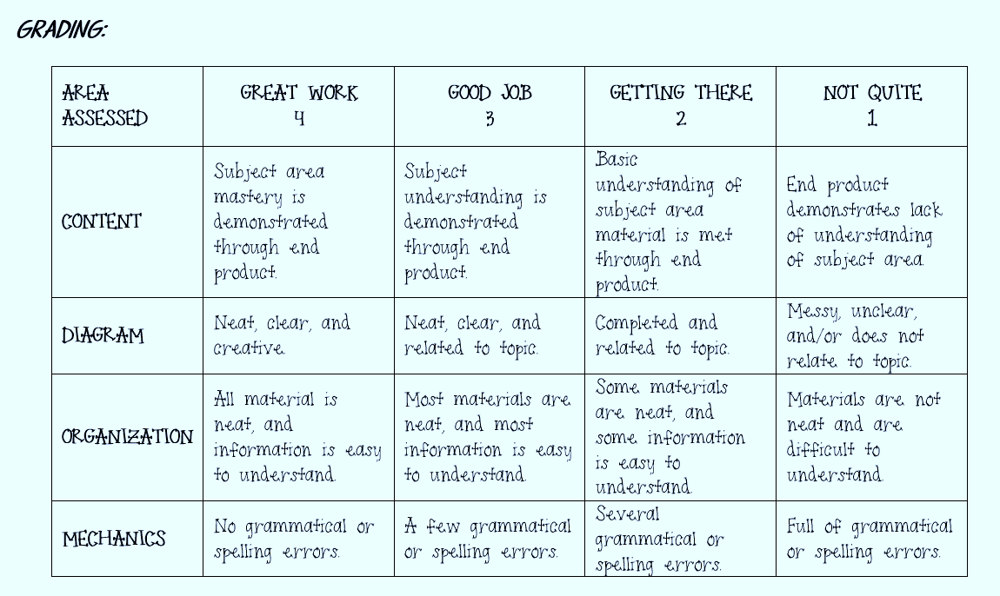 GRADING:
AREA
ASSESSED
GREAT WORK
4
GOOD JOB
3
GETTING THERE
2
NOT QUITE
1
CONTENT
Subject area
mastery is
demonstrated
through end
product.
Subject
understanding is
demonstrated
through end
product.
Basic
understanding of
subject area
material is met
through end
product.
End product
demonstrates lack
of understanding
of subject area.
DIAGRAM
Neat, clear, and
creative.
Neat, clear, and
related to topic.
Completed and
related to topic.
Messy, unclear,
and/or does not
relate to topic.
ORGANIZATION
All material is
neat, and
information is easy
to understand.
Most materials are
neat, and most
information is easy
to understand.
Some materials
are neat, and
some information
is easy to
understand.
Materials are not
neat and are
difficult to
understand.
MECHANICS
No grammatical or
spelling errors.
A few grammatical
or spelling errors.
Several
grammatical or
spelling errors.
Full of grammatical
or spelling errors.